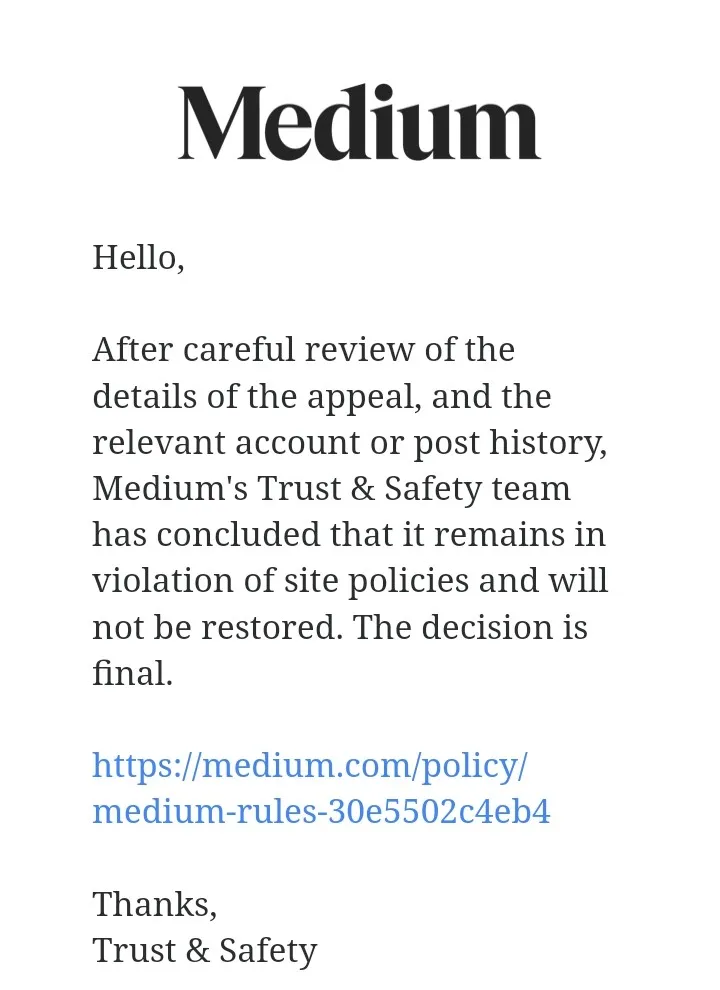 Medium
Hello,
After careful review of the
details of the appeal, and the
relevant account or post history,
Medium's Trust & Safety team
has concluded that it remains in
violation of site policies and will
not be restored. The decision is
final.
https://medium.com/policy/
medium-rules-30e5502c4eb4
Thanks,
Trust & Safety